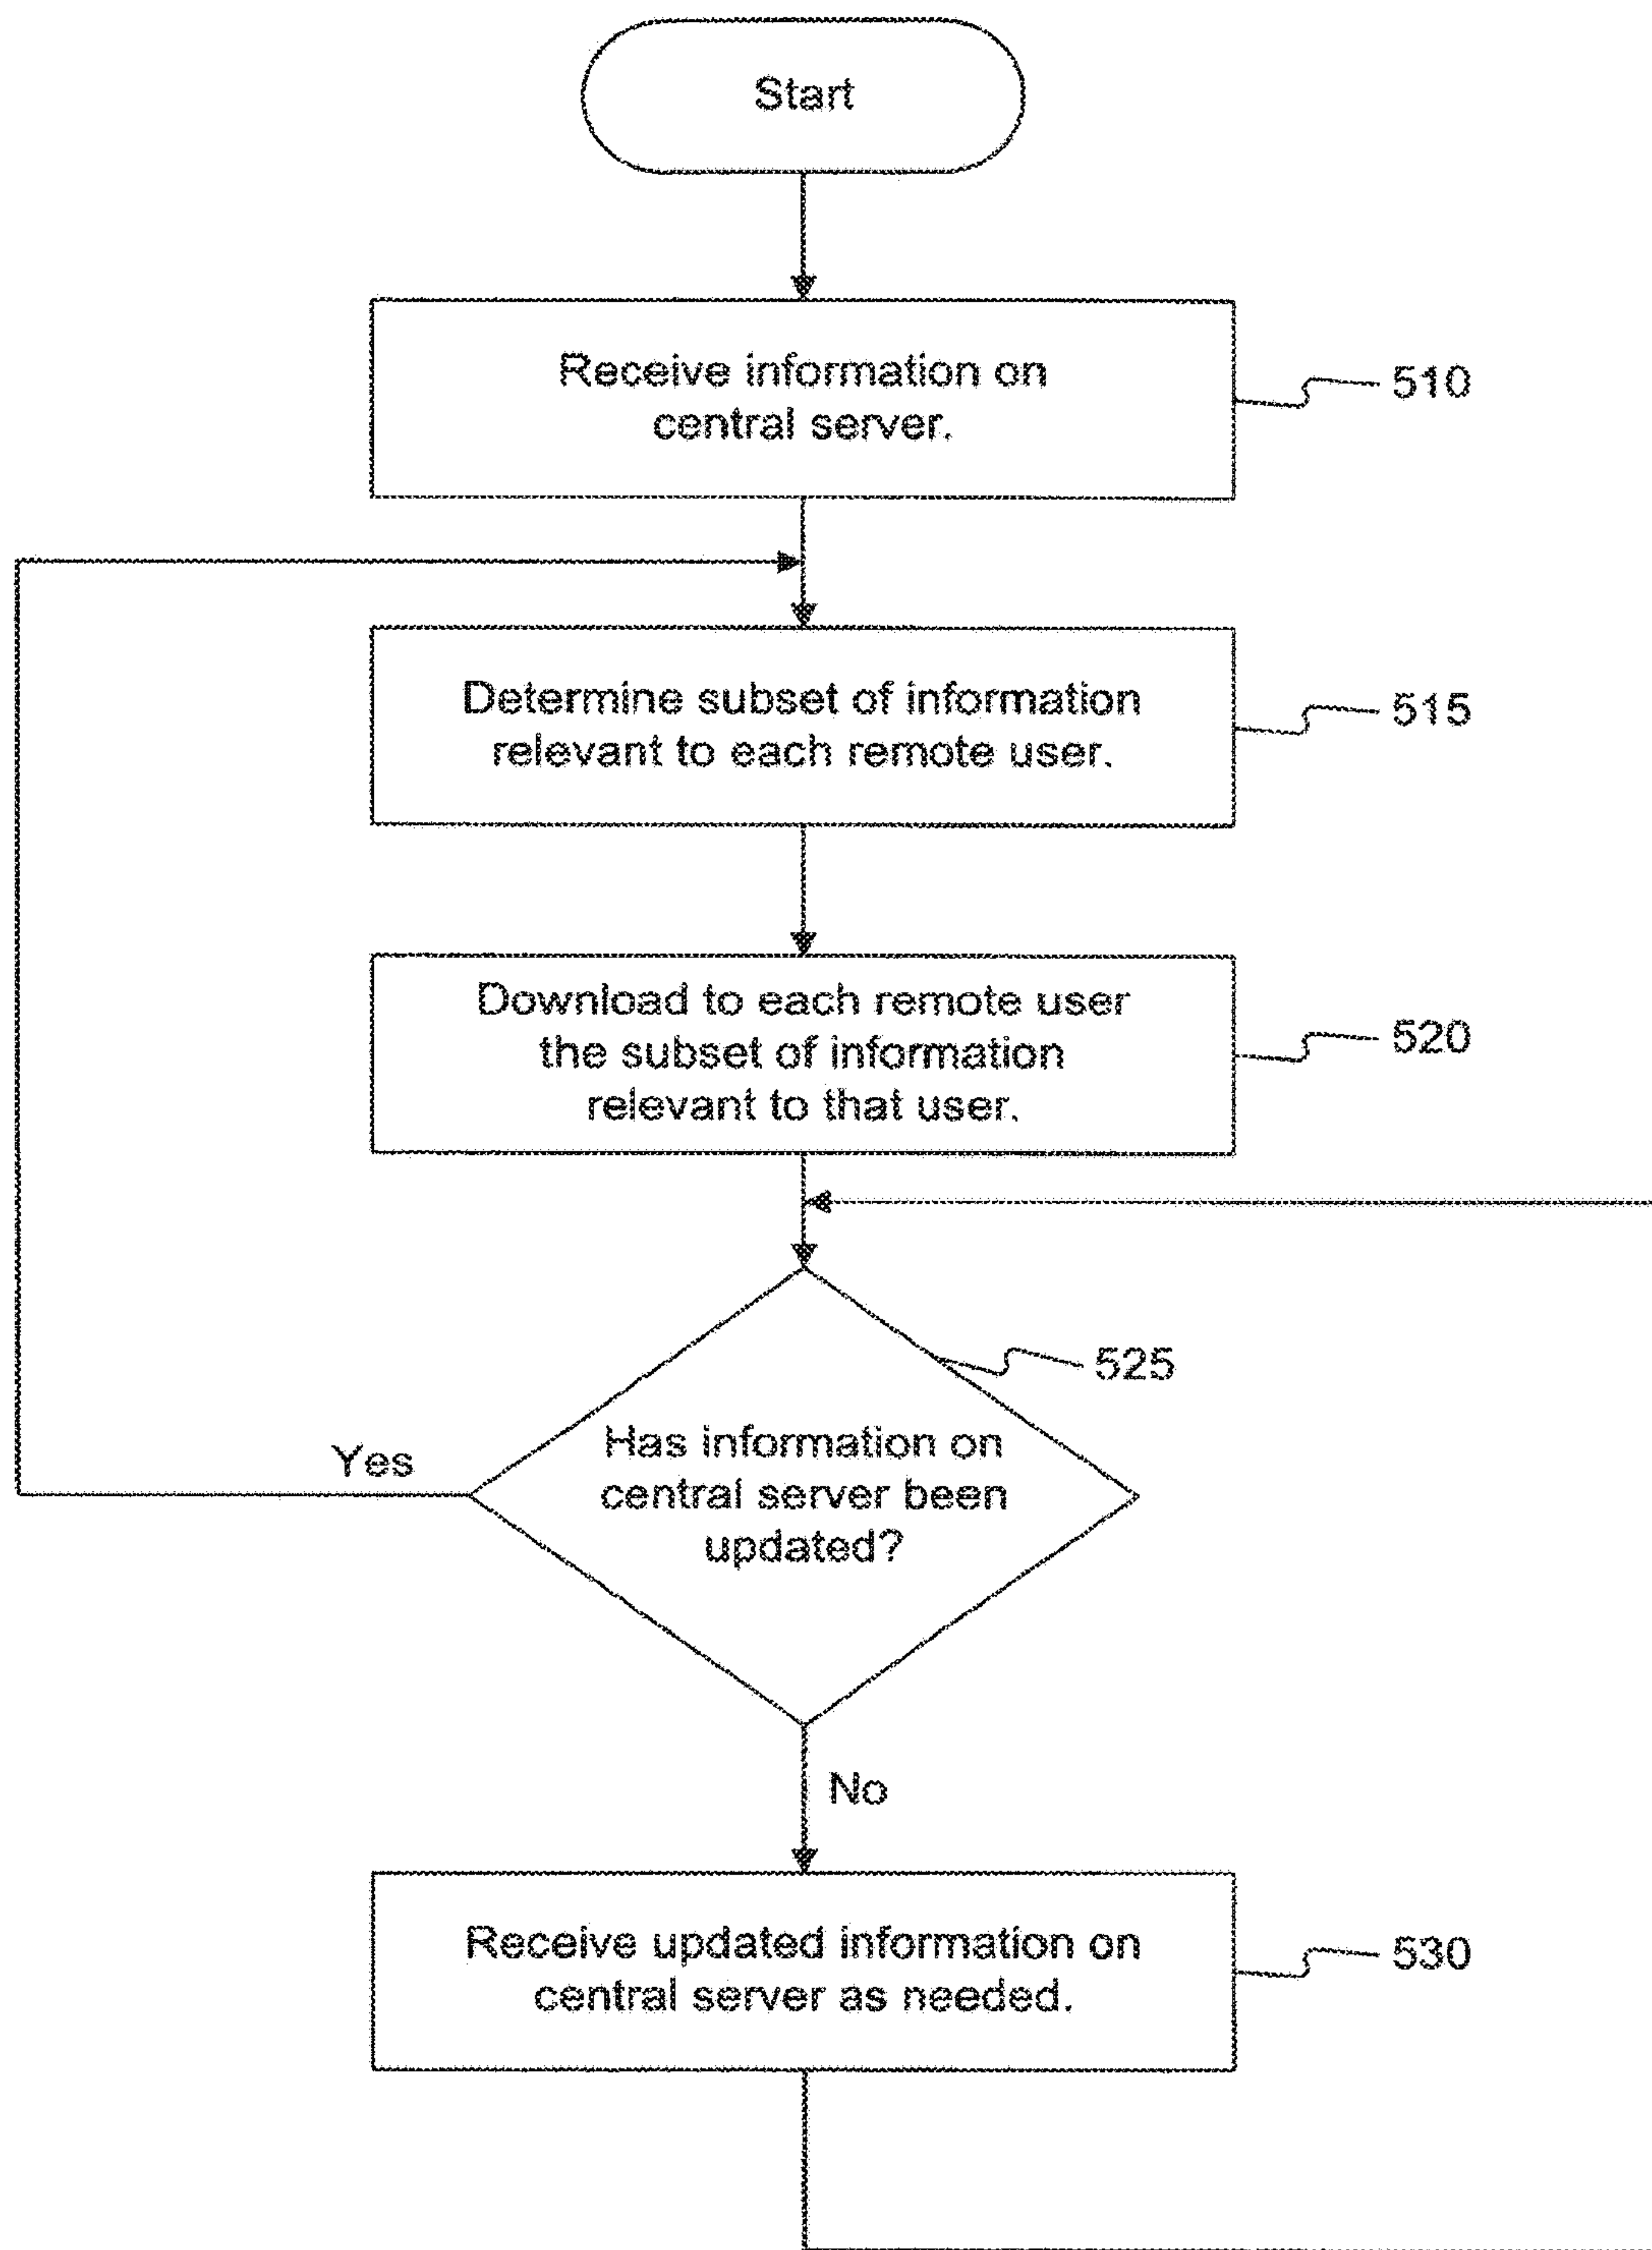 Start
Receive information on
central server.
510
Determine subset of information
relevant to each remote user.
515
Download to each remote user
the subset of information
relevant to that user.
520
525
Has information on
central server been
updated?
Yes
No
Receive updated information on
central server as needed.
530